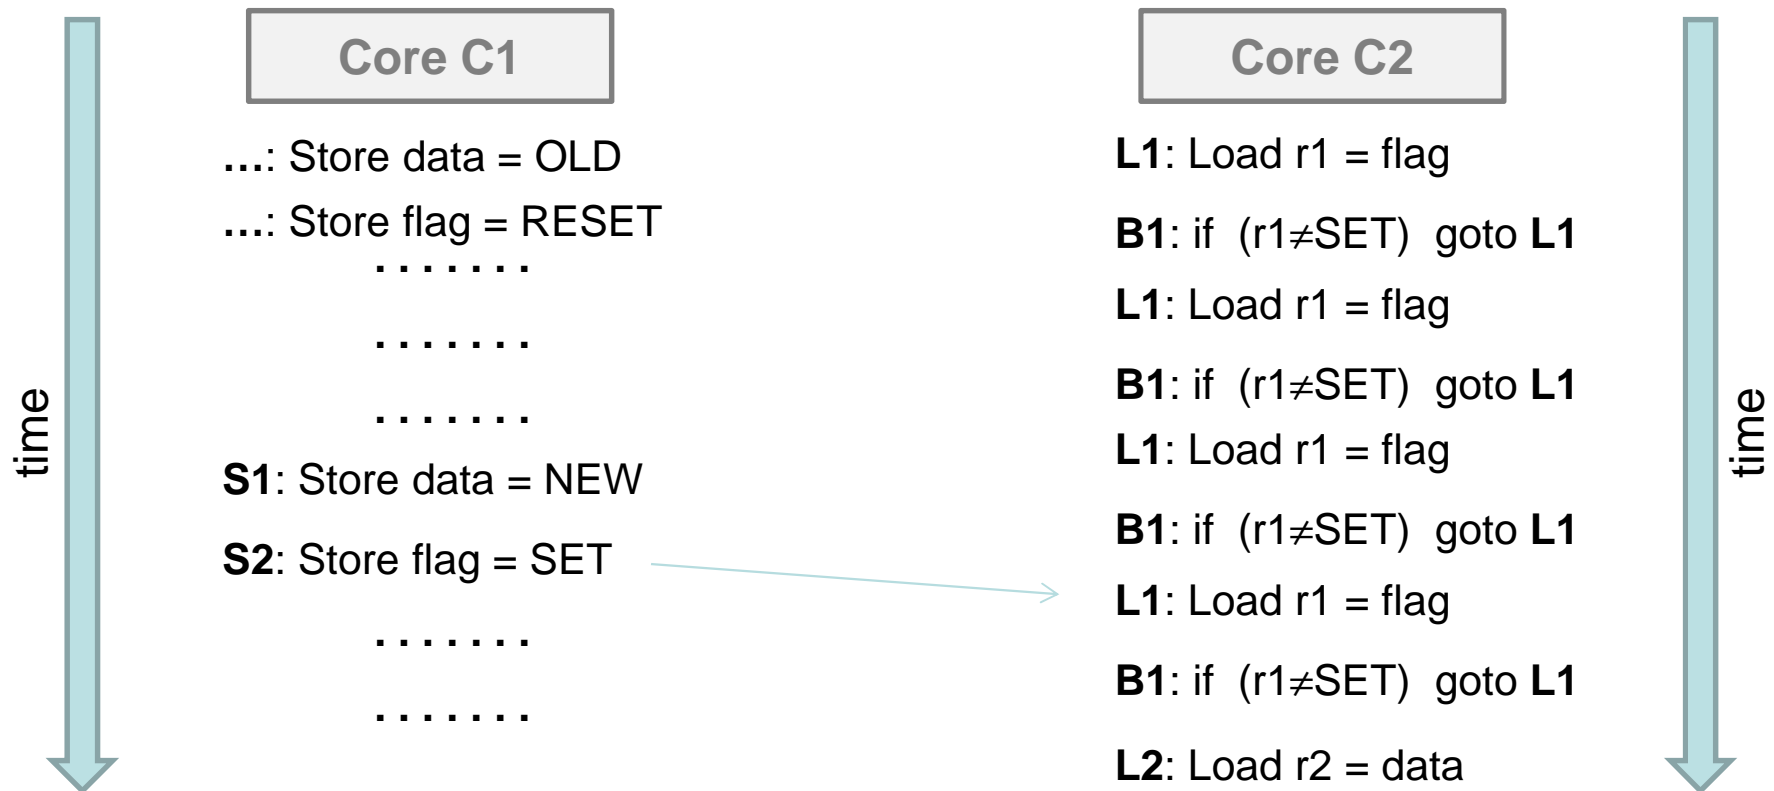 Core C1
…: Store data = OLD
…: Store flag = RESET
. . . . . . .
. . . . . . .
. . . . . . .
S1: Store data = NEW
S2: Store flag = SET
. . . . . . .
. . . . . . .
Core C2
L1: Load r1 = flag
B1: if (r1≠SET) goto L1
L1: Load r1 = flag
B1: if (r1≠SET) goto L1
L1: Load r1 = flag
B1: if (r1≠SET) goto L1
L1: Load r1 = flag
B1: if (r1≠SET) goto L1
L2: Load r2 = data
time
time